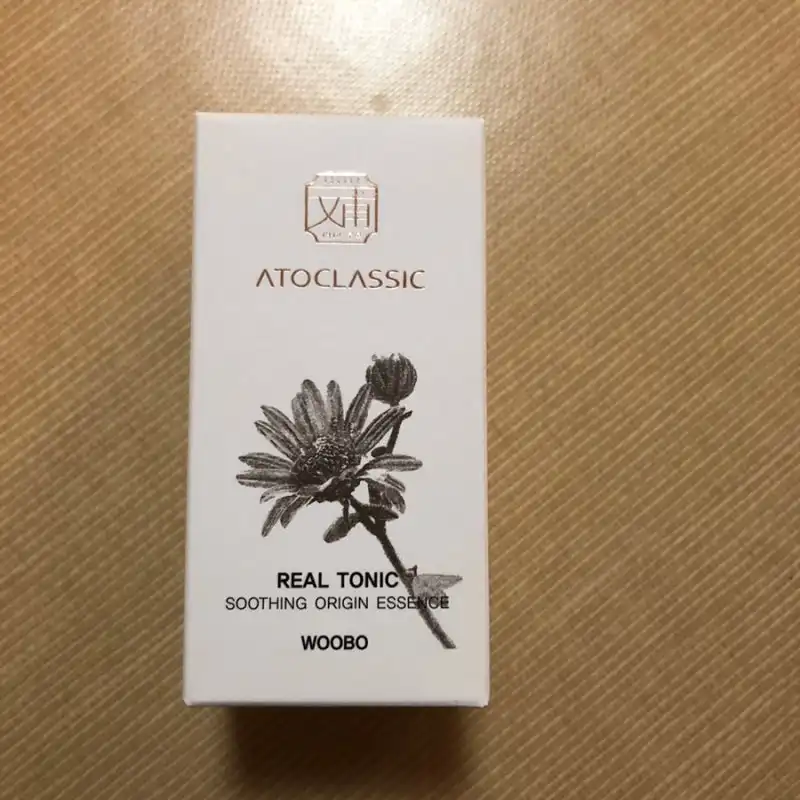 ATOCLASSIC
REAL TONIC
SOOTHING ORIGIN ESSENCE
WOOBO